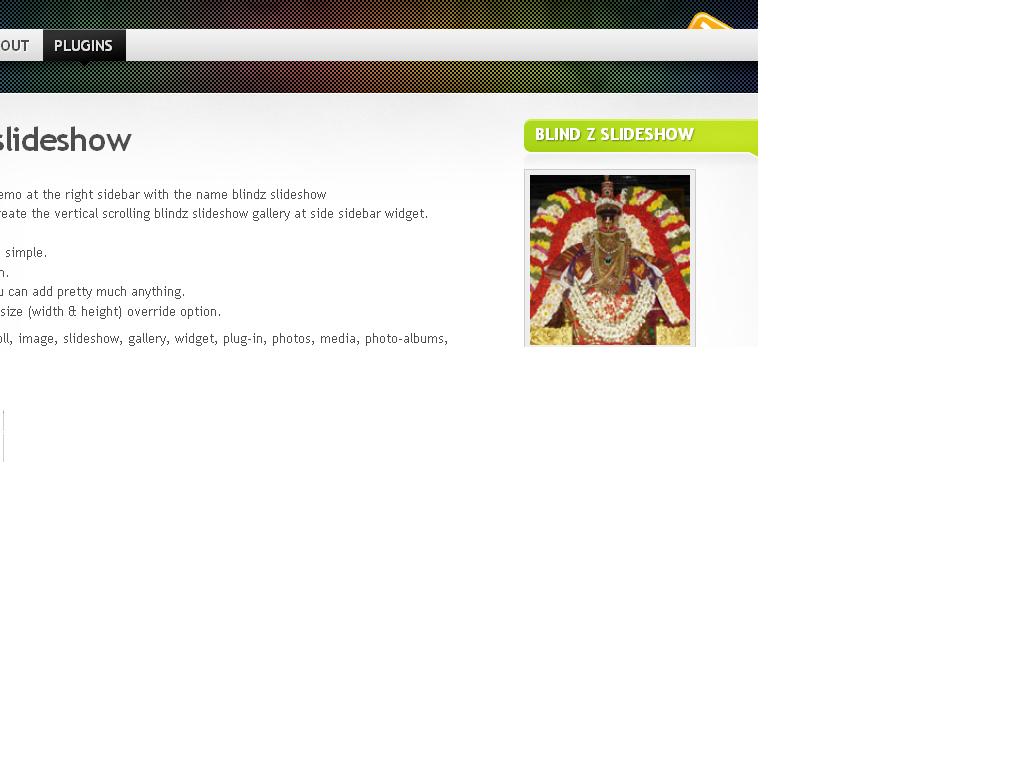 OUT PLUGINS
slideshow
BLIND Z SLIDESHOW
emo at the right sidebar with the name blindz slideshow
reate the vertical scrolling blindz slideshow gallery at side sidebar widget.
simple.
n.
u can add pretty much anything.
size (width & height) override option.
oll, image, slideshow, gallery, widget, plug-in, photos, media, photo-albums,